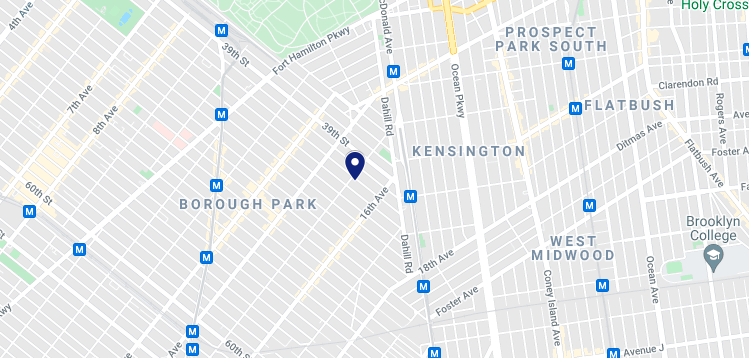 4th Ave
39th St
Fort Hamilton Pkwy
McDonald Ave
PROSPECT
PARK SOUTH
Holy Cross
M
M
M
M
7th Ave
8th Ave
Ocean Pkwy
Clarendon Rd
M
Dahill Rd
M
FLATBUSH
Rogers Ave
Ave
39th St
Ditmas Ave
KENSINGTON
Flatbush Ave
Foster A
60th St
M
16th Ave
M
BOROUGH PARK
M
M
Brooklyn
College
Dahill Rd
WEST
MIDWOOD
M
M
18th Ave
Coney Island Ave
Ocean Ave
M
M
Foster Ave
M
60th St
M
M
M
Avenue J